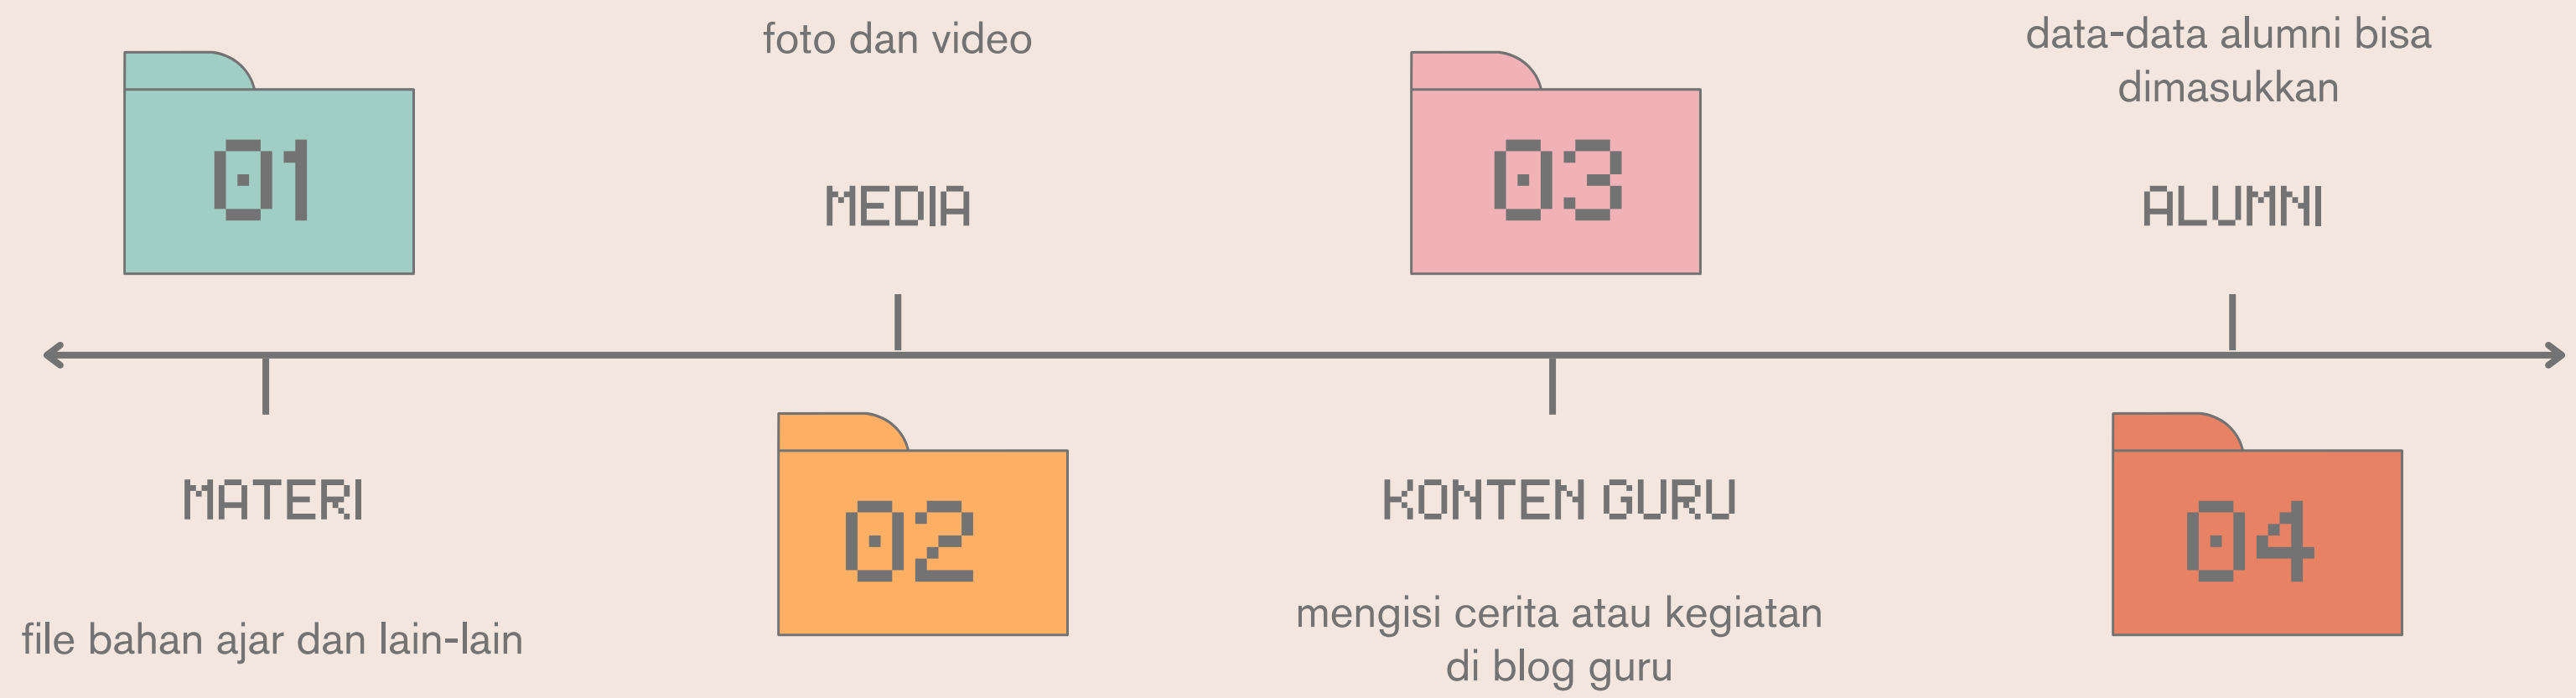 01
MATERI
file bahan ajar dan lain-lain
foto dan video
MEDIA
02
03
KONTEN GURU
mengisi cerita atau kegiatan
di blog guru
data-data alumni bisa
dimasukkan
ALUMNI
04